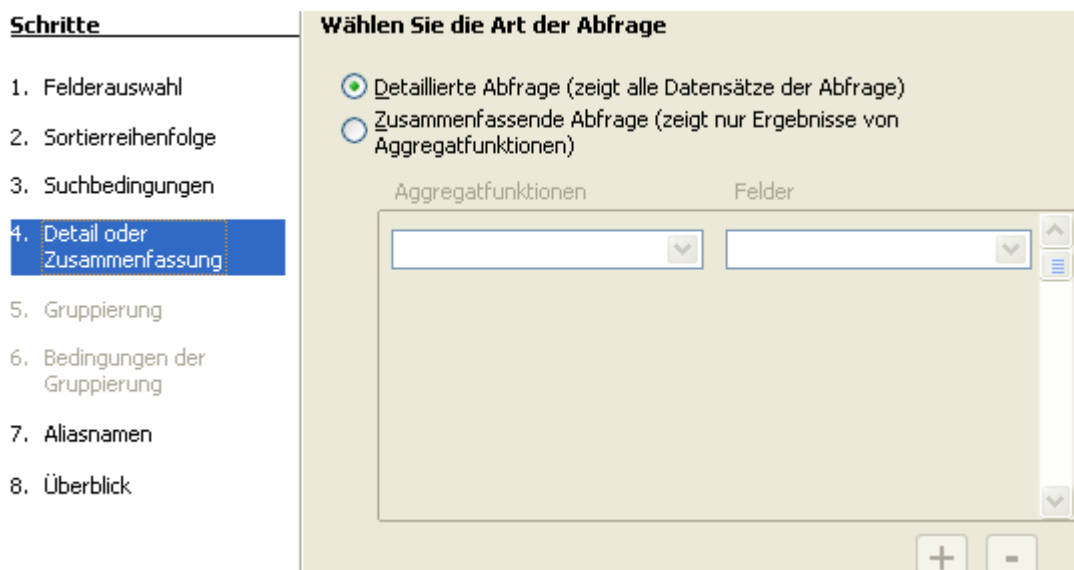 Schritte
1. Felderauswahl
2. Sortierreihenfolge
3. Suchbedingungen
4. Detail oder
Zusammenfassung
5. Gruppierung
6. Bedingungen der
Gruppierung
7. Aliasnamen
8. Überblick
Wählen Sie die Art der Abfrage
Detaillierte Abfrage (zeigt alle Datensätze der Abfrage)
Zusammenfassende Abfrage (zeigt nur Ergebnisse von
Aggregatfunktionen)
Aggregatfunktionen Felder
+ -